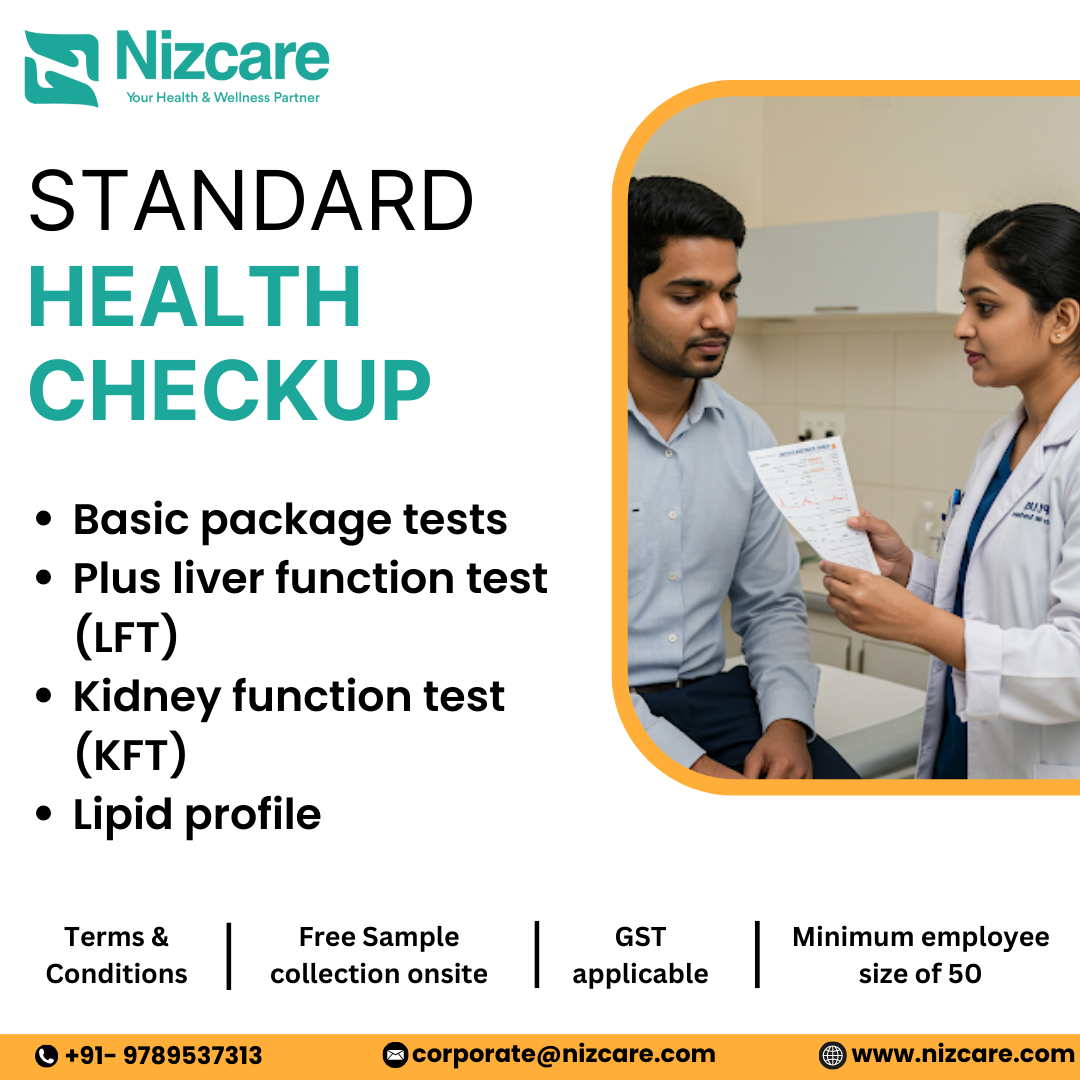 Nizcare
Your Health & Wellness Partner
STANDARD
HEALTH
CHECKUP
• Basic package tests
• Plus liver function test
(LFT)
• Kidney function test
(KFT)
• Lipid profile
Terms &
Conditions
Free Sample
collection onsite
GST
applicable
Minimum employee
size of 50
+91- 9789537313
corporate@nizcare.com
www.nizcare.com